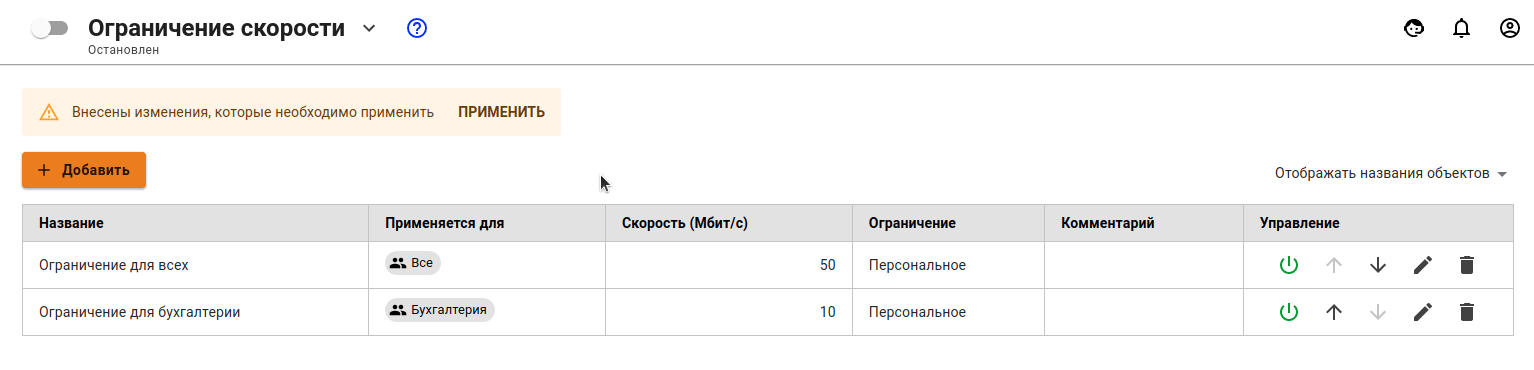 Ограничение скорости
Остановлен
Внесены изменения, которые необходимо применить ПРИМЕНИТЬ
+ Добавить
Отображать названия объектов
Название Применяется для Скорость (Мбит/с) Ограничение Комментарий Управление
Ограничение для всех Все 50 Персональное
Ограничение для бухгалтерии Бухгалтерия 10 Персональное